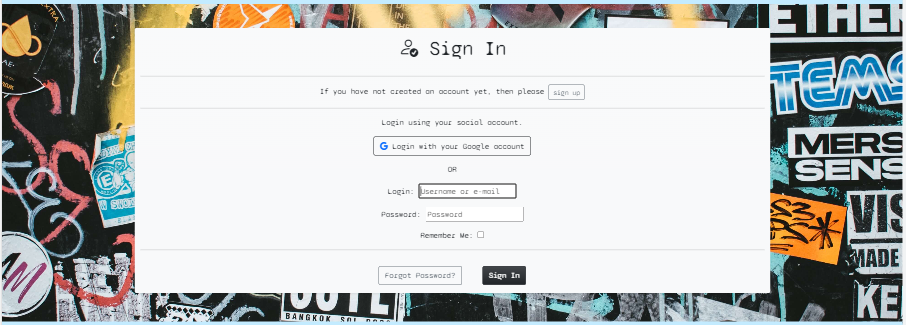 EXTRA
AE·
ETHER
Sign In
If you have not created an account yet, then please sign up
TEMS
Login using your social account.
Login with your Google account
MERS
SENS
OR
Login: Username or e-mail
Password: Password
VIS
Remember Me:
MADE
Forgot Password? Sign In
KE
BANGKOK